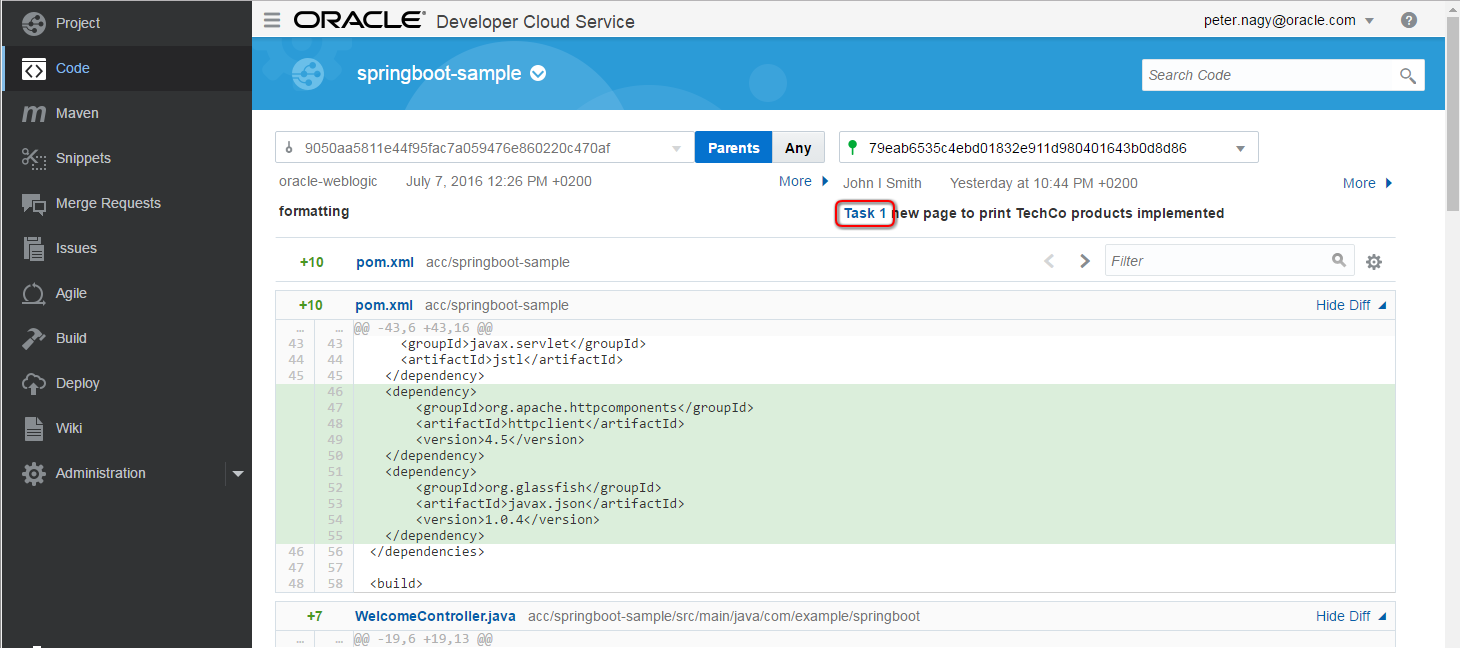 Project
Code
Maven
Snippets
Merge Requests
Issues
Agile
Build
Deploy
Wiki
Administration
ORACLE® Developer Cloud Service
peter.nagy@oracle.com
?
springboot-sample
Search Code
9050aa5811e44f95fac7a059476e860220c470af
Parents Any
79eab6535c4ebd01832e911d980401643b0d8d86
oracle-weblogic July 7, 2016 12:26 PM +0200 More
John I Smith Yesterday at 10:44 PM +0200 More
formatting
Task 1 new page to print TechCo products implemented
+10 pom.xml acc/springboot-sample
Filter
+10 pom.xml acc/springboot-sample Hide Diff
... ... @@ -43,6 +43,16 @@
43 43 <groupId>javax.servlet</groupId>
44 44 <artifactId>jstl</artifactId>
45 45 </dependency>
46 <dependency>
47 <groupId>org.apache.httpcomponents</groupId>
48 <artifactId>httpclient</artifactId>
49 <version>4.5</version>
50 </dependency>
51 <dependency>
52 <groupId>org.glassfish</groupId>
53 <artifactId>javax.json</artifactId>
54 <version>1.0.4</version>
55 </dependency>
46 56 </dependencies>
47 57
48 58 <build>
+7 WelcomeController.java acc/springboot-sample/src/main/java/com/example/springboot Hide Diff
... ... @@ -19,6 +19,13 @@